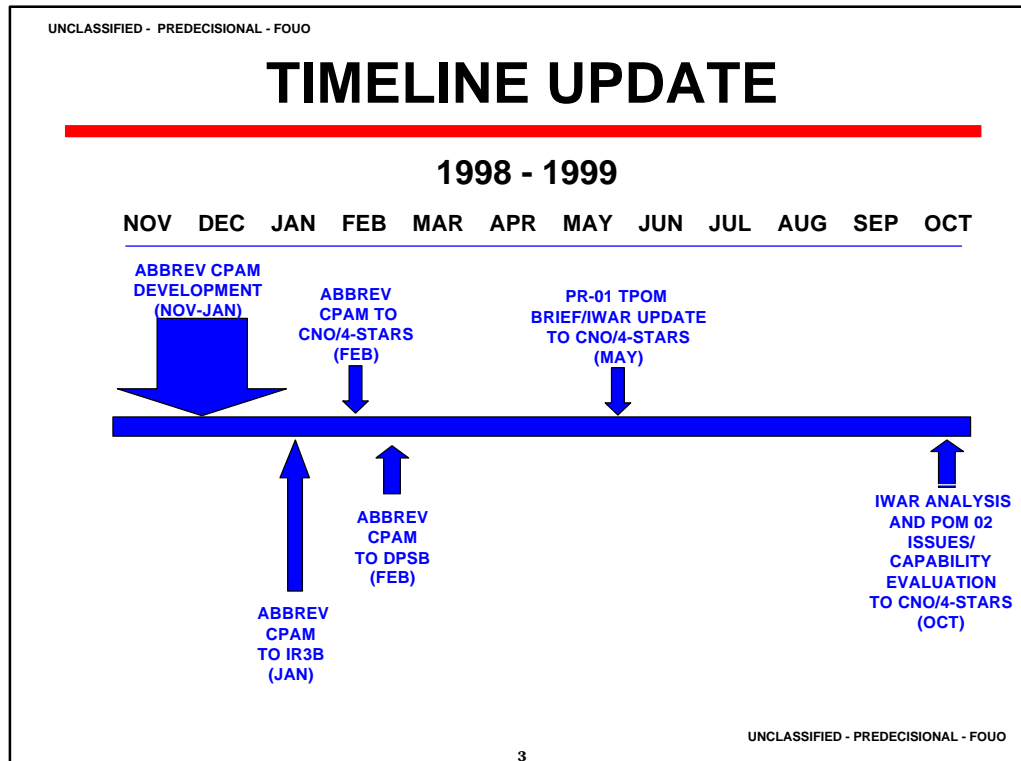 UNCLASSIFIED - PREDECISIONAL - FOUO
TIMELINE UPDATE
1998 - 1999
NOV DEC JAN FEB MAR APR MAY JUN JUL AUG SEP OCT
ABBREV CPAM
DEVELOPMENT
(NOV-JAN)
ABBREV
CPAM TO
CNO/4-STARS
(FEB)
PR-01 TPOM
BRIEF/IWAR UPDATE
TO CNO/4-STARS
(MAY)
ABBREV
CPAM
TO IR3B
(JAN)
ABBREV
CPAM
TO DPSB
(FEB)
IWAR ANALYSIS
AND POM 02
ISSUES/
CAPABILITY
EVALUATION
TO CNO/4-STARS
(OCT)
UNCLASSIFIED - PREDECISIONAL - FOUO
3